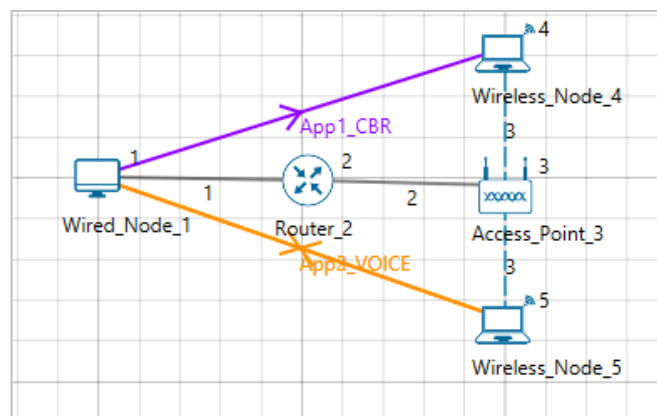 4
Wireless_Node_4
App1_CBR
3
1
2
3
1
2
Wired_Node_1
Router_2
Access_Point_3
App2_VOICE
3
5
Wireless_Node_5